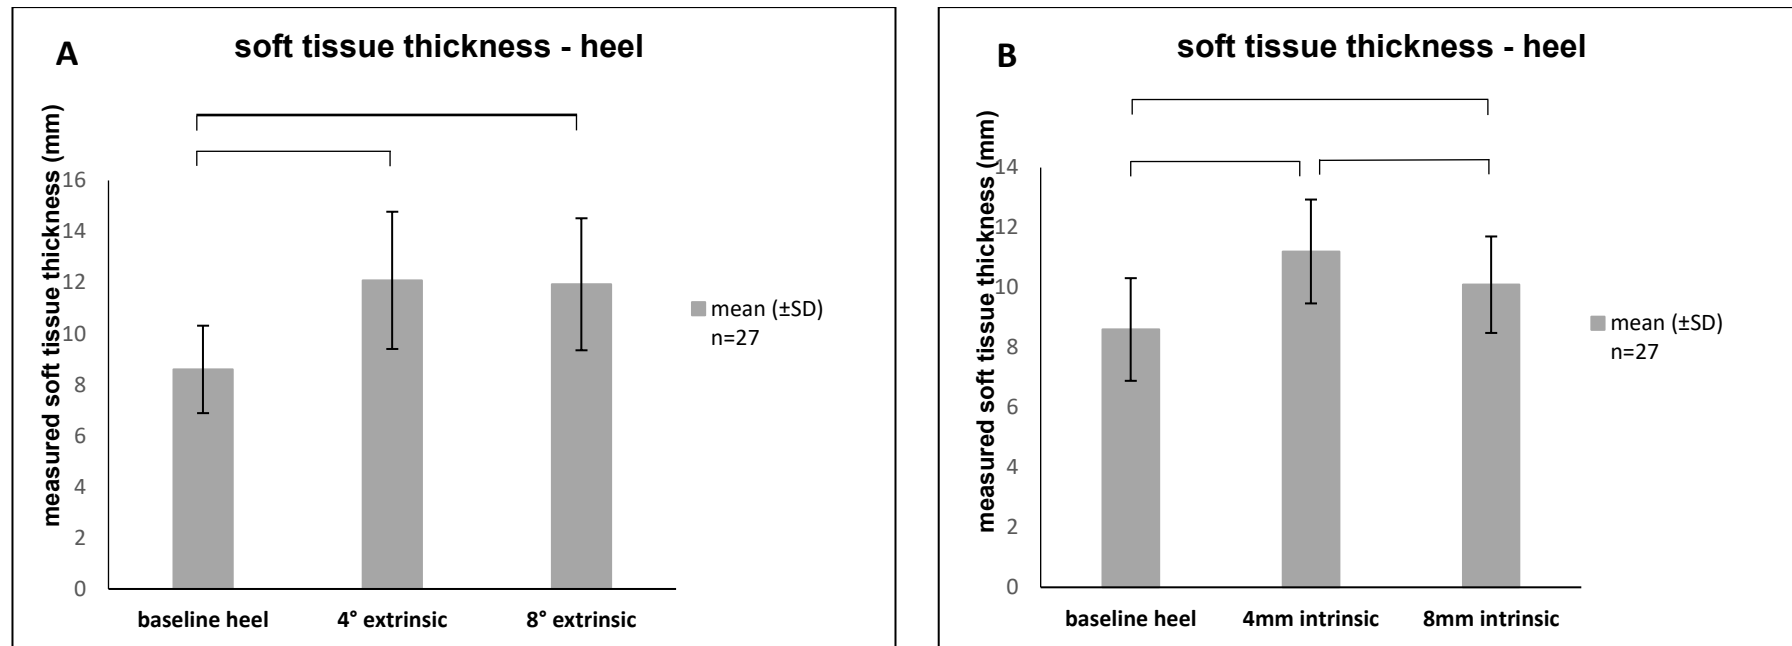 A
soft tissue thickness - heel
measured soft tissue thickness (mm)
16
14
12
10
8
6
4
2
0
baseline heel
4° extrinsic
8° extrinsic
mean (±SD)
n=27
B
soft tissue thickness - heel
measured soft tissue thickness (mm)
14
12
10
8
6
4
2
0
baseline heel
4mm intrinsic
8mm intrinsic
mean (±SD)
n=27